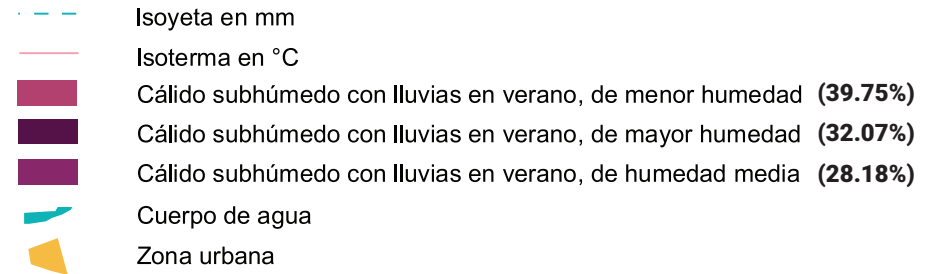 Isoyeta en mm
Isoterma en °C
Cálido subhúmedo con lluvias en verano, de menor humedad (39.75%)
Cálido subhúmedo con lluvias en verano, de mayor humedad (32.07%)
Cálido subhúmedo con lluvias en verano, de humedad media (28.18%)
Cuerpo de agua
Zona urbana